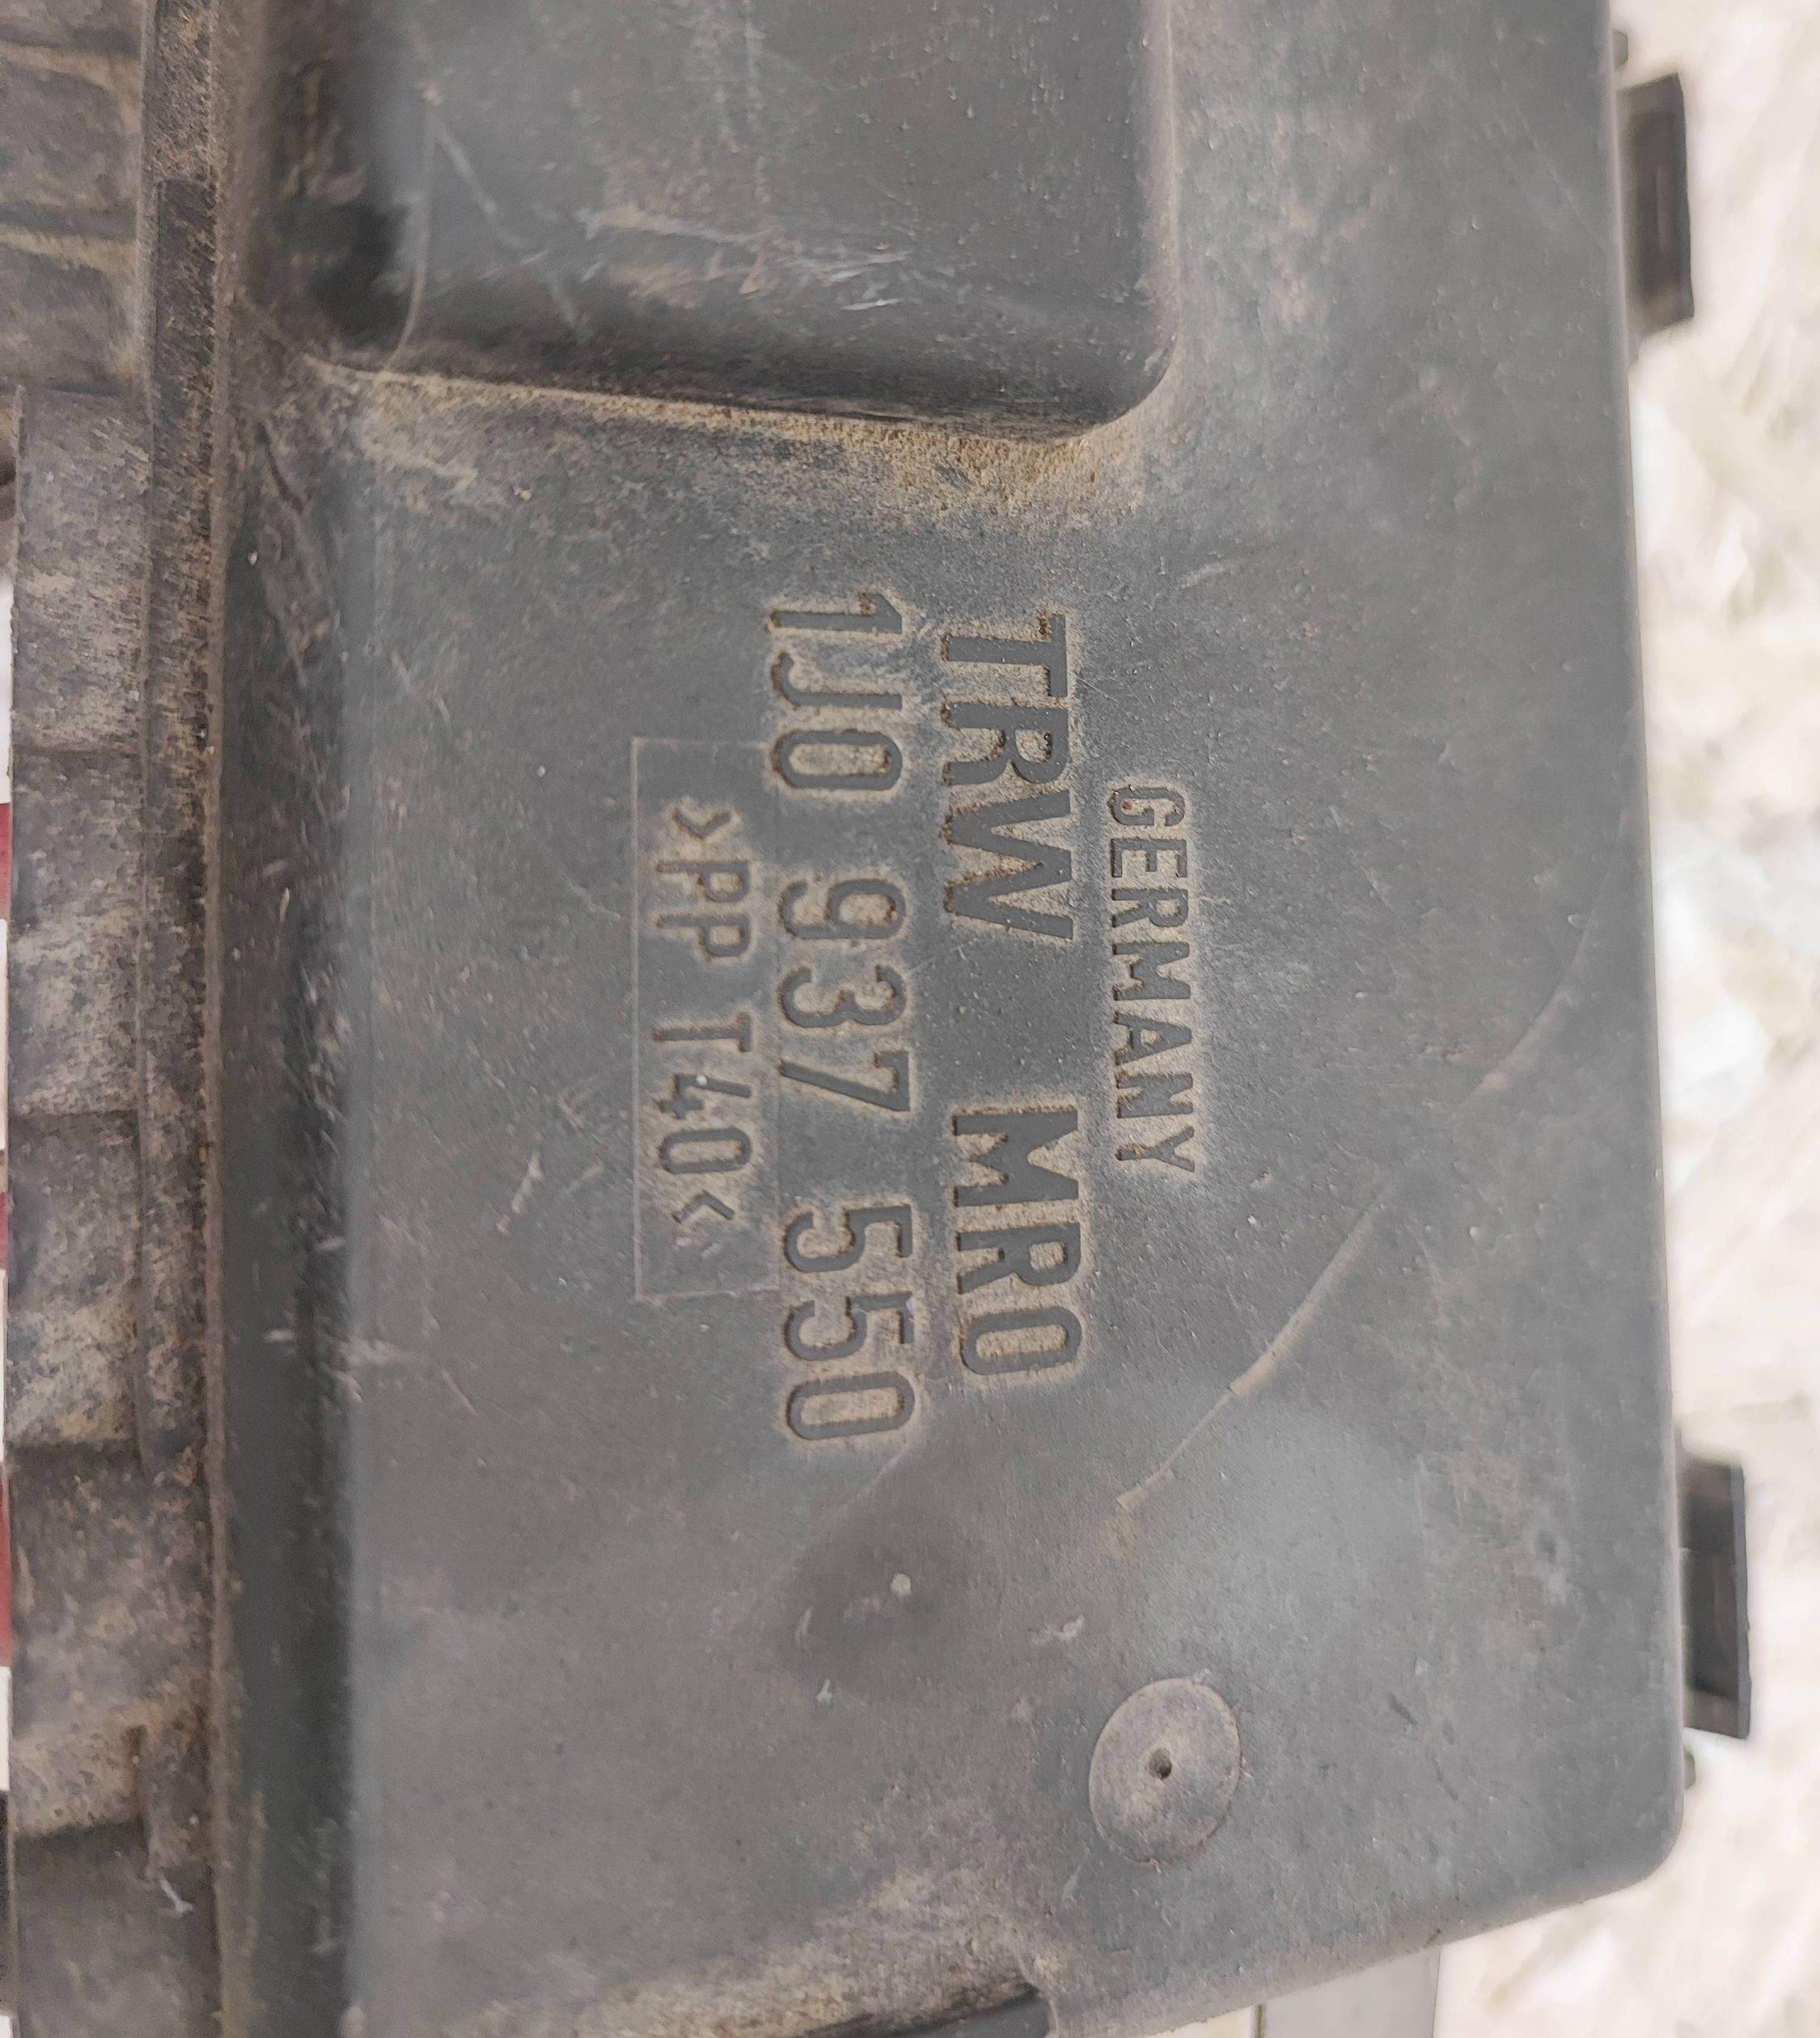 GERMANY
TRW MRO
1J0 937 550
>PP T40<